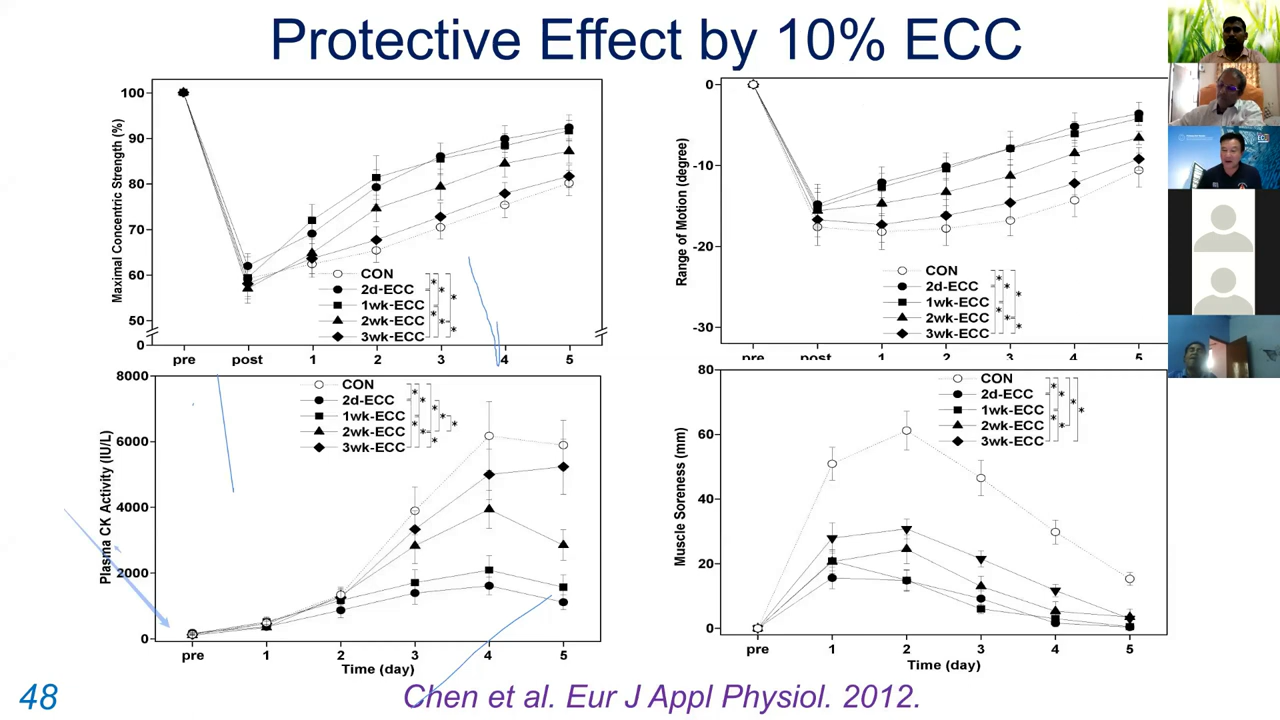 Protective Effect by 10% ECC
Maximal Concentric Strength (%)
100
90
80
70
60
50
0
pre post 1 2 3 4 5
CON
2d-ECC
1wk-ECC
2wk-ECC
3wk-ECC
Range of Motion (degree)
0
-10
-20
-30
pre post 1 2 3 4 5
CON
2d-ECC
1wk-ECC
2wk-ECC
3wk-ECC
Plasma CK Activity (IU/L)
8000
6000
4000
2000
0
pre 1 2 3 4 5
Time (day)
CON
2d-ECC
1wk-ECC
2wk-ECC
3wk-ECC
Muscle Soreness (mm)
80
60
40
20
0
pre 1 2 3 4 5
Time (day)
CON
2d-ECC
1wk-ECC
2wk-ECC
3wk-ECC
48
Chen et al. Eur J Appl Physiol. 2012.